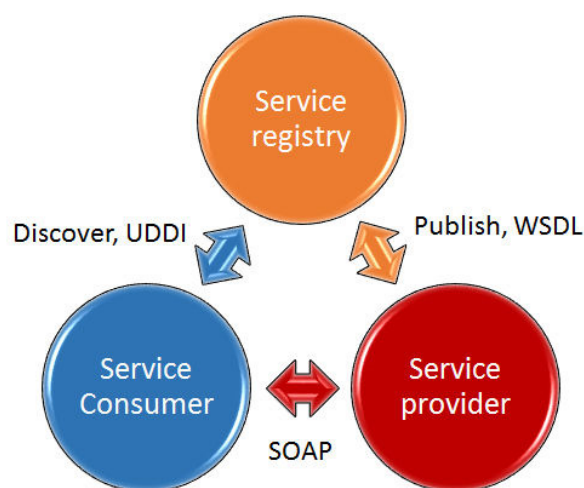 Service
registry
Discover, UDDI
Publish, WSDL
Service
Consumer
Service
provider
SOAP